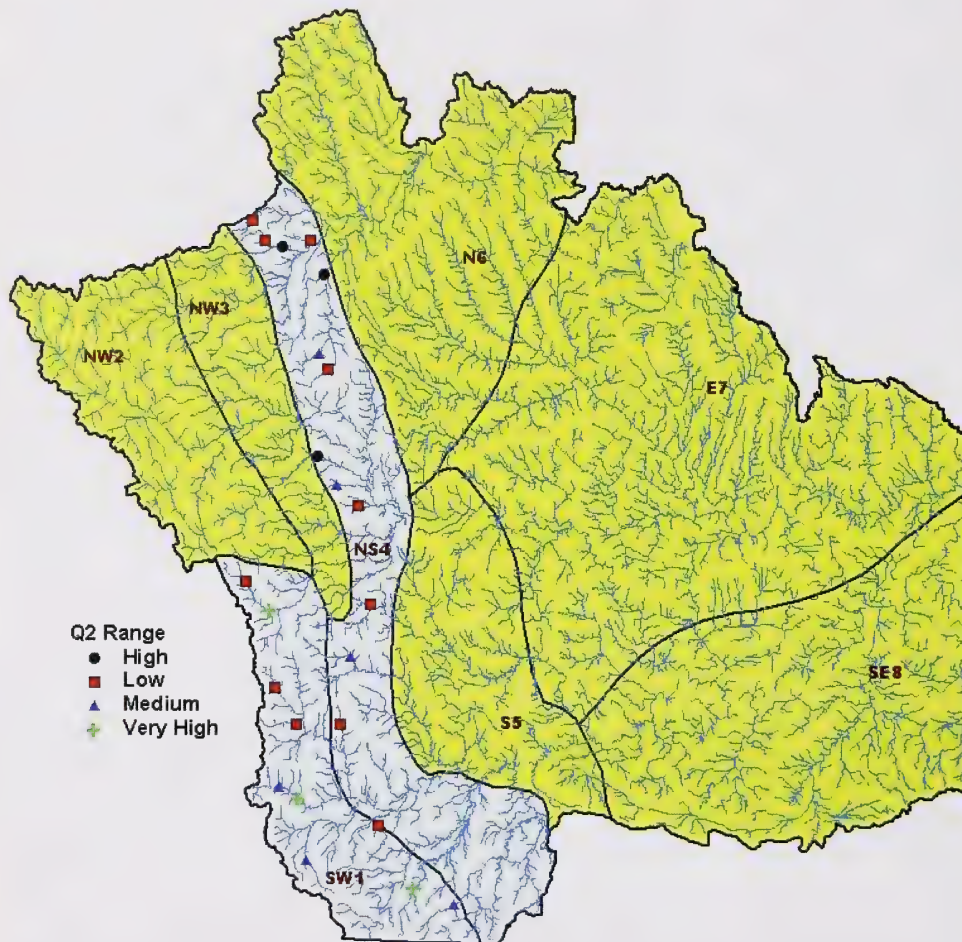 N6
NW3
NW2
E7
NS4
Q2 Range
High
Low
Medium
Very High
SE8
S5
SW1